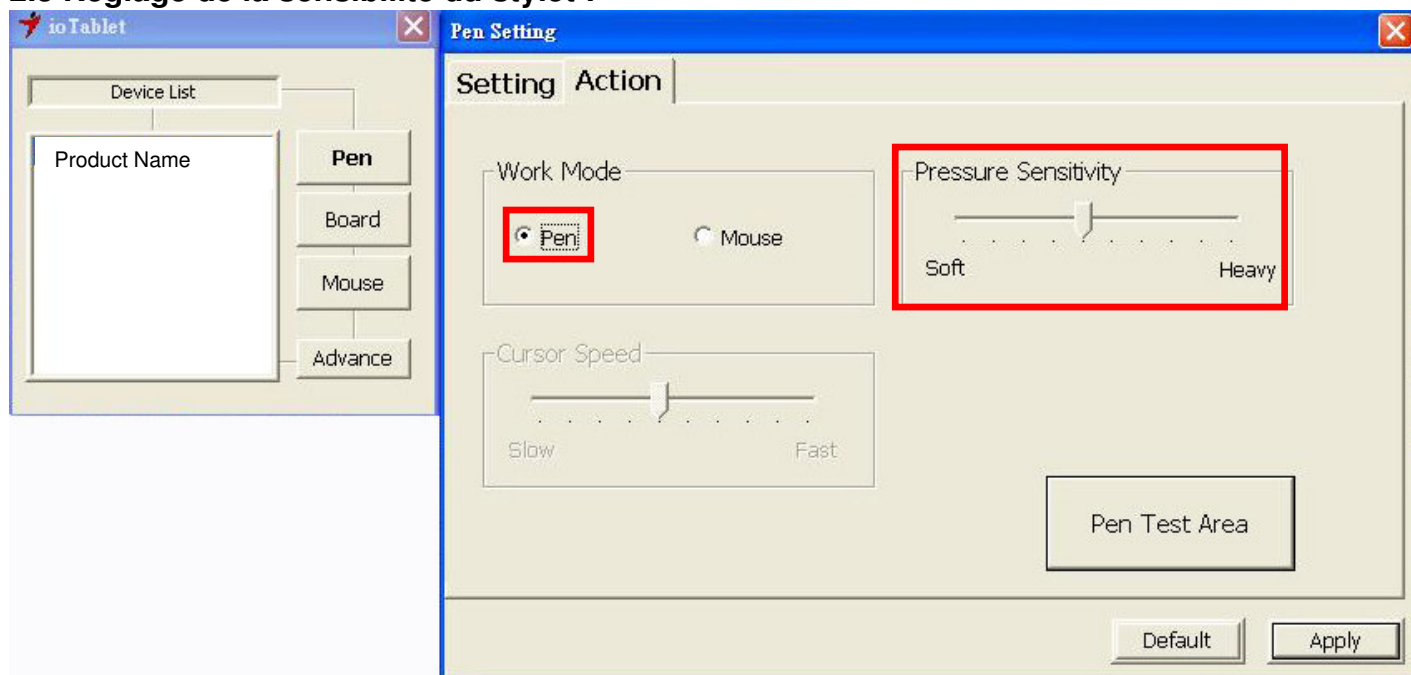 ioTablet
Device List
Product Name
Pen
Board
Mouse
Advance
Pen Setting
Setting Action
Work Mode
Pen Mouse
Pressure Sensitivity
Soft Heavy
Cursor Speed
Slow Fast
Pen Test Area
Default Apply